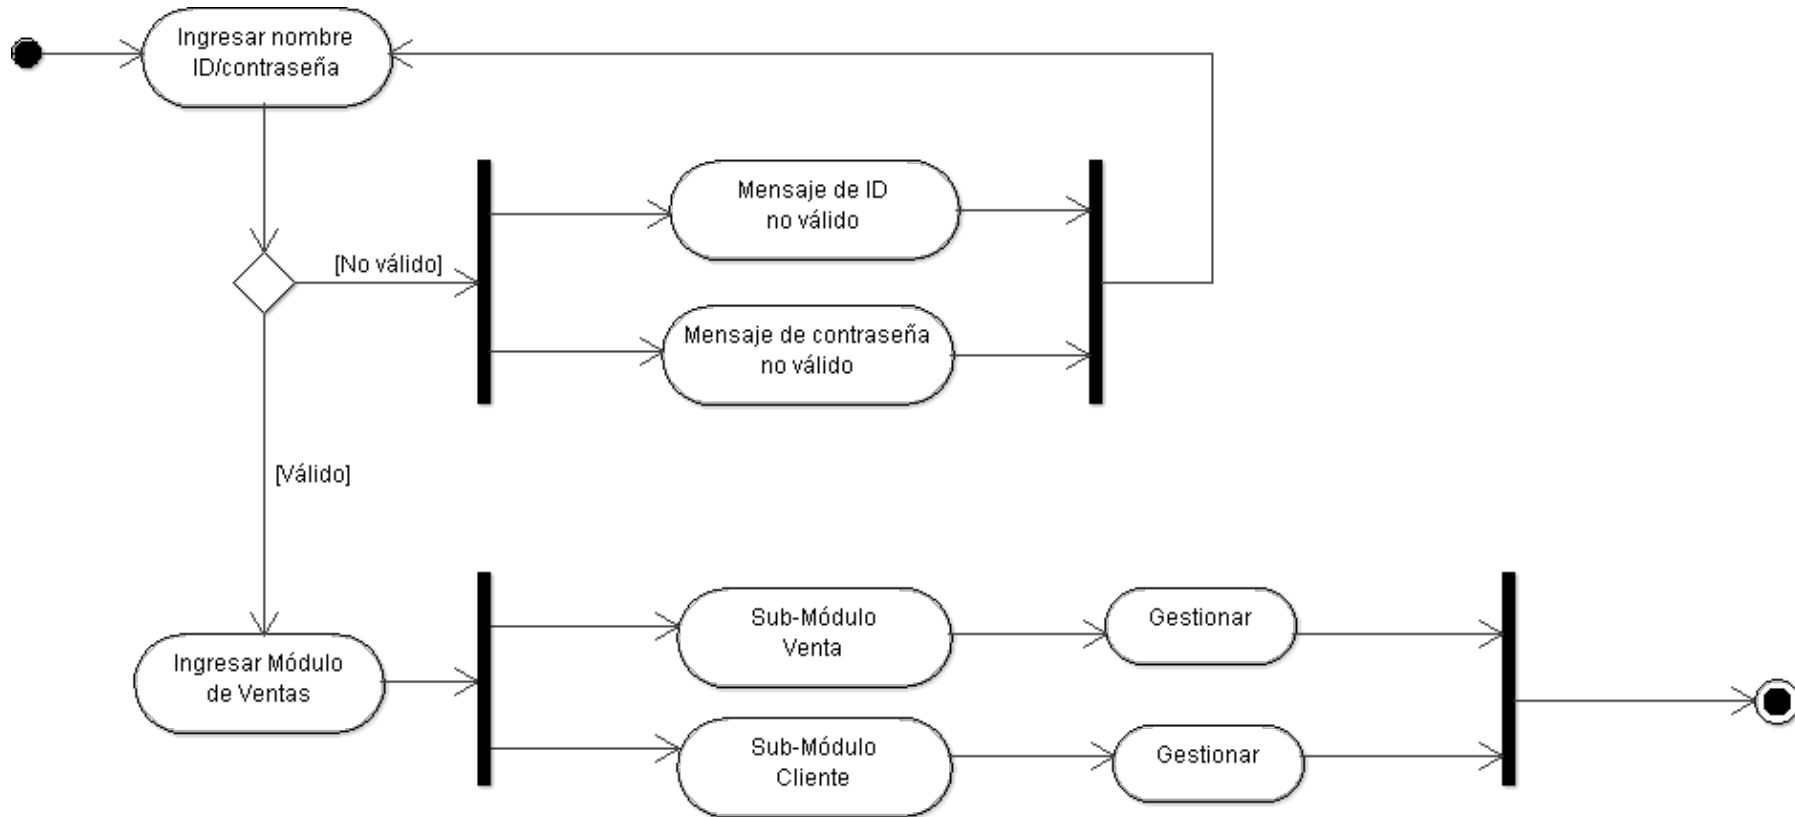 Ingresar nombre
ID/contraseña
Mensaje de ID
no válido
[No válido]
Mensaje de contraseña
no válido
[Válido]
Sub-Módulo
Venta
Gestionar
Ingresar Módulo
de Ventas
Sub-Módulo
Cliente
Gestionar